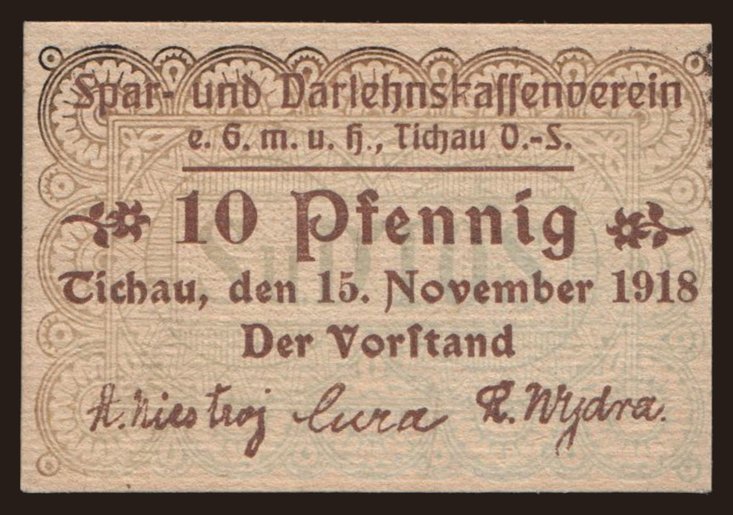 Spar- und Darlehnskassenverein
e. G. m. u. H., Tichau O.-S.
10 Pfennig
Tichau, den 15. November 1918
Der Vorstand
A. Niestroj Cura R. Wydra.